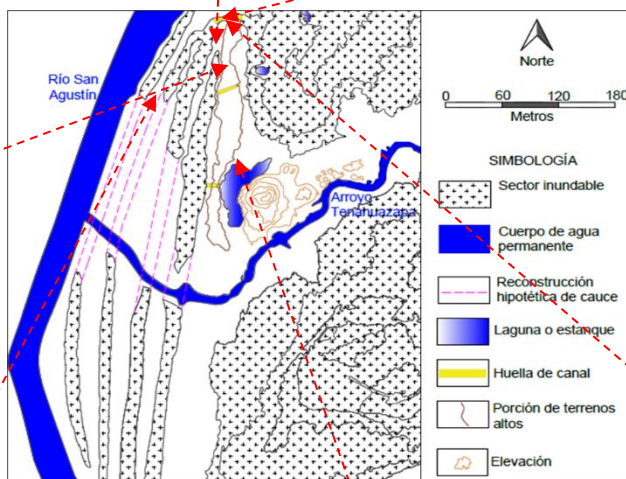 Río San
Agustín
Arroyo
Tenahuazapa
Norte
0 60 120 180
Metros
SIMBOLOGÍA
Sector inundable
Cuerpo de agua
permanente
Reconstrucción
hipotética de cauce
Laguna o estanque
Huella de canal
Porción de terrenos
altos
Elevación